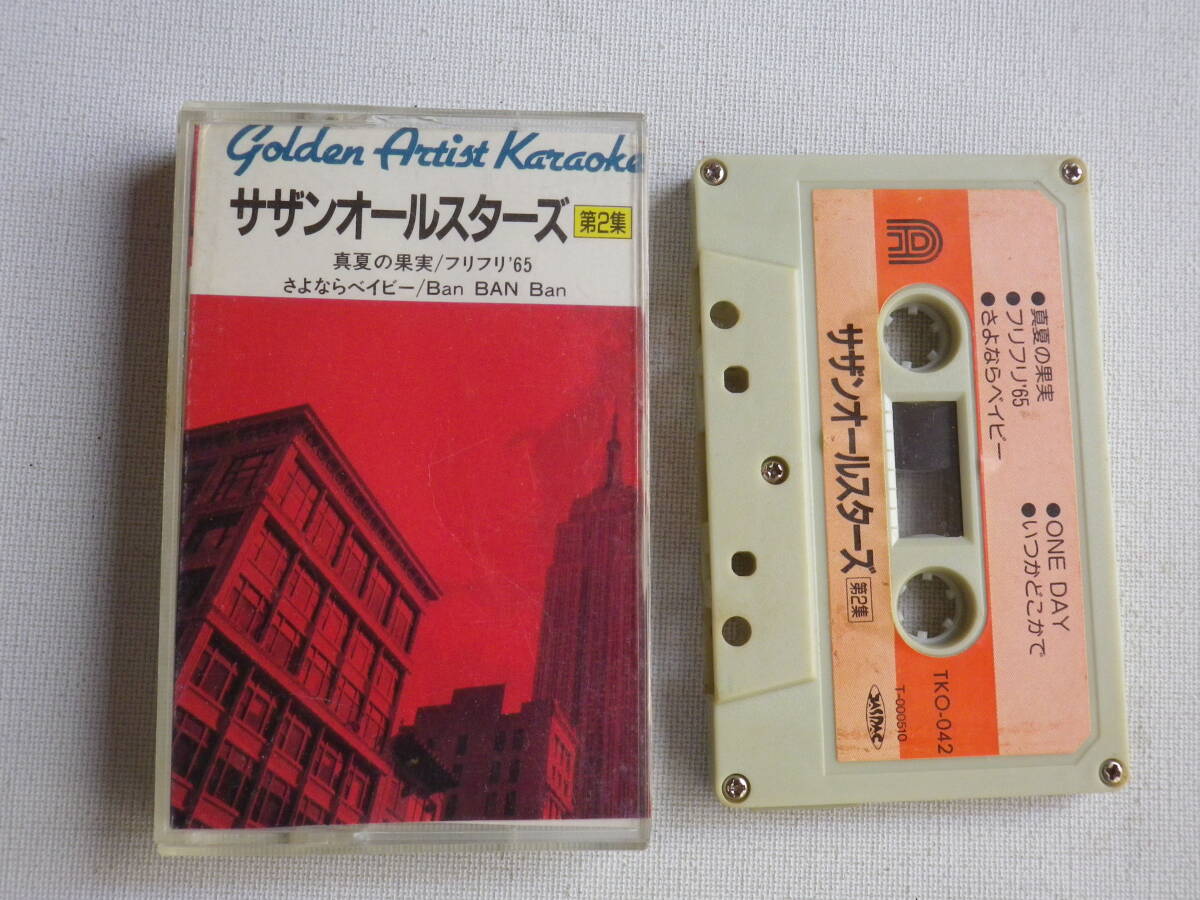 Golden Artist Karaoke
サザンオールスターズ 第2集
真夏の果実/フリフリ'65
さよならベイビー/Ban BAN Ban
●真夏の果実
●フリフリ'65
●さよならベイビー
●ONE DAY
●いつかどこかで
サザンオールスターズ 第2集
TKO-042
T-000510
JASRAC